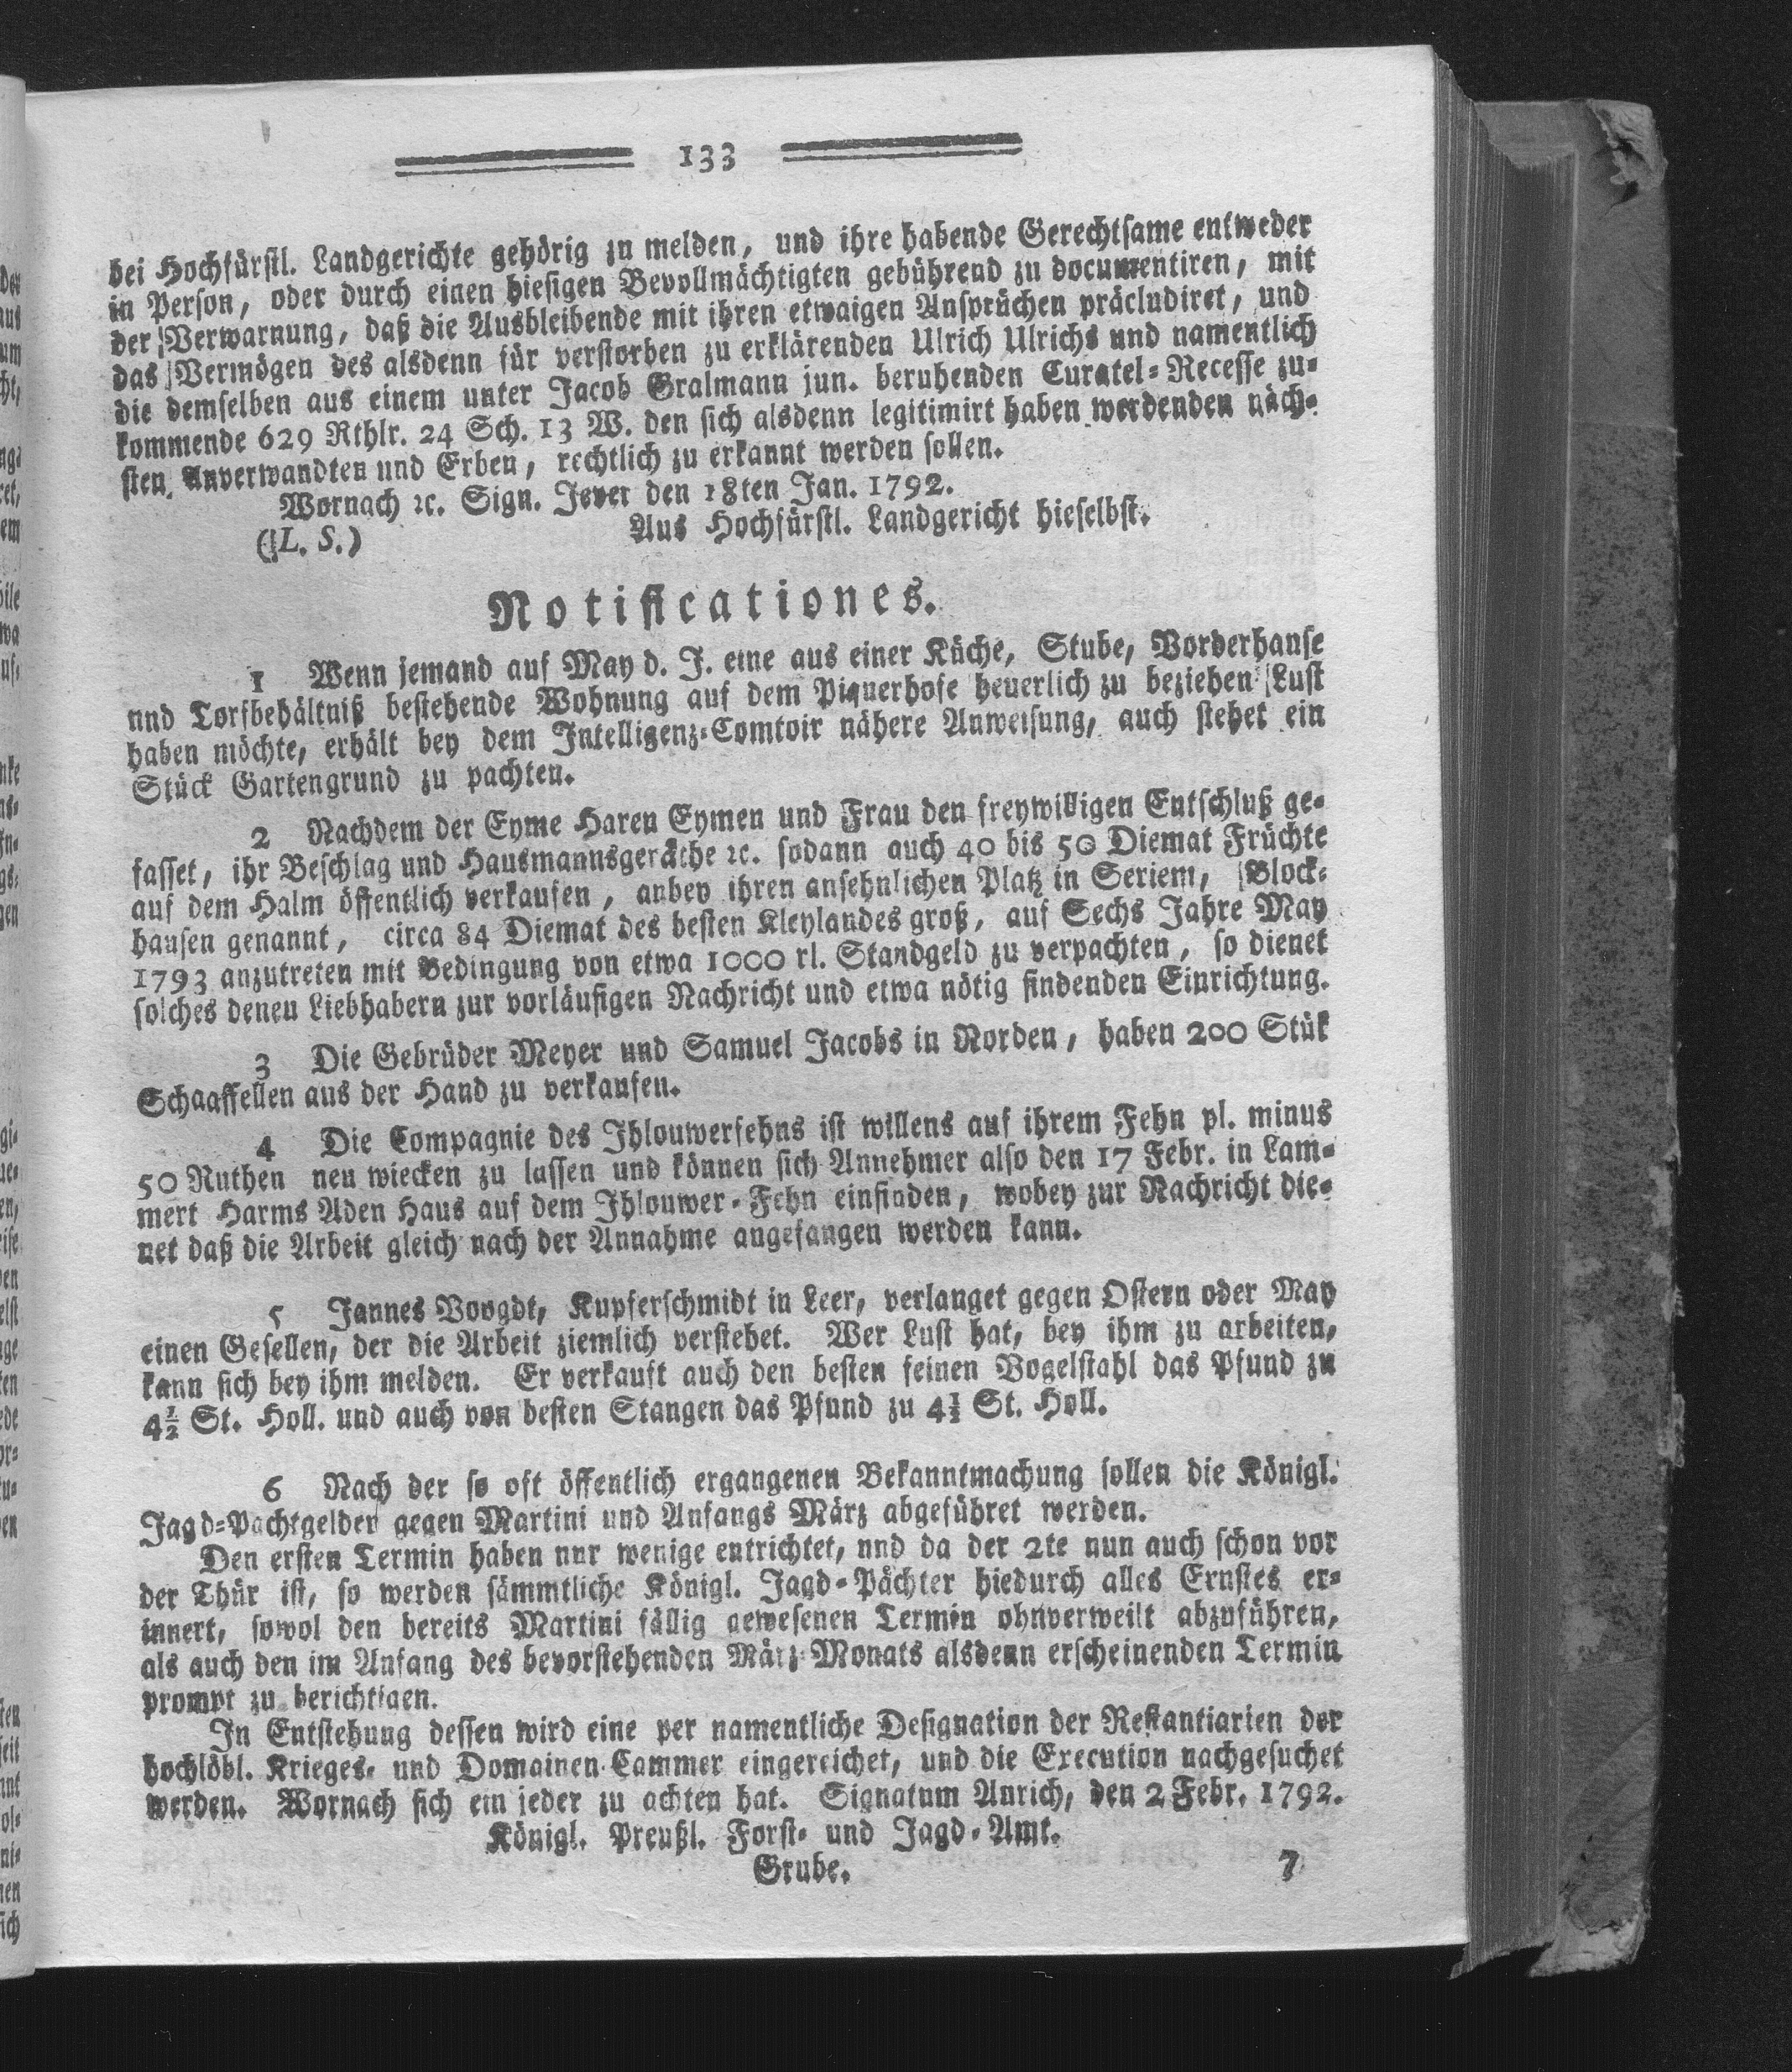 133
bei Hochfürstl. Landgerichte gehörig zu melden, und ihre habende Gerechtsame entweder
in Person, oder durch einen hiesigen Bevollmächtigten gebührend zu documentiren, mit
der Verwarnung, daß die Ausbleibende mit ihren etwaigen Ansprüchen präcludiret, und
das Vermögen des alsdenn für verstorben zu erklärenden Ulrich Ulrichs und namentlich
die demselben aus einem unter Jacob Gralmann jun. beruhenden Curatel-Recesse zu-
kommende 629 Rthlr. 24 Sch. 13 W. den sich alsdenn legitimirt haben werdenden näch-
sten Anverwandten und Erben, rechtlich zu erkannt werden sollen.
Wornach ꝛc. Sign. Jever den 18ten Jan. 1792.
(L. S.) Aus Hochfürstl. Landgericht hieselbst.
Notificationes.
1 Wenn jemand auf May d. J. eine aus einer Küche, Stube, Vorderhause
nnd Torfbehältniß bestehende Wohnung auf dem Piquerhofe heuerlich zu beziehen Lust
haben möchte, erhält bey dem Intelligenz-Comtoir nähere Anweisung, auch stehet ein
Stück Gartengrund zu pachten.
2 Nachdem der Eyme Haren Eymen und Frau den freywilligen Entschluß ge-
fasset, ihr Beschlag und Hausmannsgeräthe ꝛc. sodann auch 40 bis 50 Diemat Früchte
auf dem Halm öffentlich verkaufen, anbey ihren ansehnlichen Platz in Seriem, Block-
hausen genannt, circa 84 Diemat des besten Kleylandes groß, auf Sechs Jahre May
1793 anzutreten mit Bedingung von etwa 1000 rl. Standgeld zu verpachten, so dienet
solches denen Liebhabern zur vorläufigen Nachricht und etwa nötig findenden Einrichtung.
3 Die Gebrüder Meyer und Samuel Jacobs in Norden, haben 200 Stük
Schaaffellen aus der Hand zu verkaufen.
4 Die Compagnie des Ihlouwerfehns ist willens auf ihrem Fehn pl. minus
50 Ruthen neu wiecken zu lassen und können sich Annehmer also den 17 Febr. in Lam-
mert Harms Aden Haus auf dem Ihlouwer-Fehn einfinden, wobey zur Nachricht die-
net daß die Arbeit gleich nach der Annahme angefangen werden kann.
5 Jannes Voogdt, Kupferschmidt in Leer, verlanget gegen Ostern oder May
einen Gesellen, der die Arbeit ziemlich verstehet. Wer Lust hat, bey ihm zu arbeiten,
kann sich bey ihm melden. Er verkauft auch den besten feinen Vogelstahl das Pfund zu
4½ St. Holl. und auch von besten Stangen das Pfund zu 4½ St. Holl.
6 Nach der so oft öffentlich ergangenen Bekanntmachung sollen die Königl.
Jagd-Pachtgelder gegen Martini und Anfangs März abgeführet werden.
Den ersten Termin haben nur wenige entrichtet, nnd da der 2te nun auch schon vor
der Thür ist, so werden sämmtliche Königl. Jagd-Pächter hiedurch alles Ernstes er-
innert, sowol den bereits Martini fällig gewesenen Termin ohnverweilt abzuführen,
als auch den im Anfang des bevorstehenden März-Monats alsdenn erscheinenden Termin
prompt zu berichtigen.
In Entstehung dessen wird eine per namentliche Designation der Restantiarien der
hochlöbl. Krieges- und Domainen-Cammer eingereichet, und die Execution nachgesuchet
werden. Wornach sich ein jeder zu achten hat. Signatum Aurich, den 2 Febr. 1792.
Königl. Preußl. Forst- und Jagd-Amt.
Grube. 7